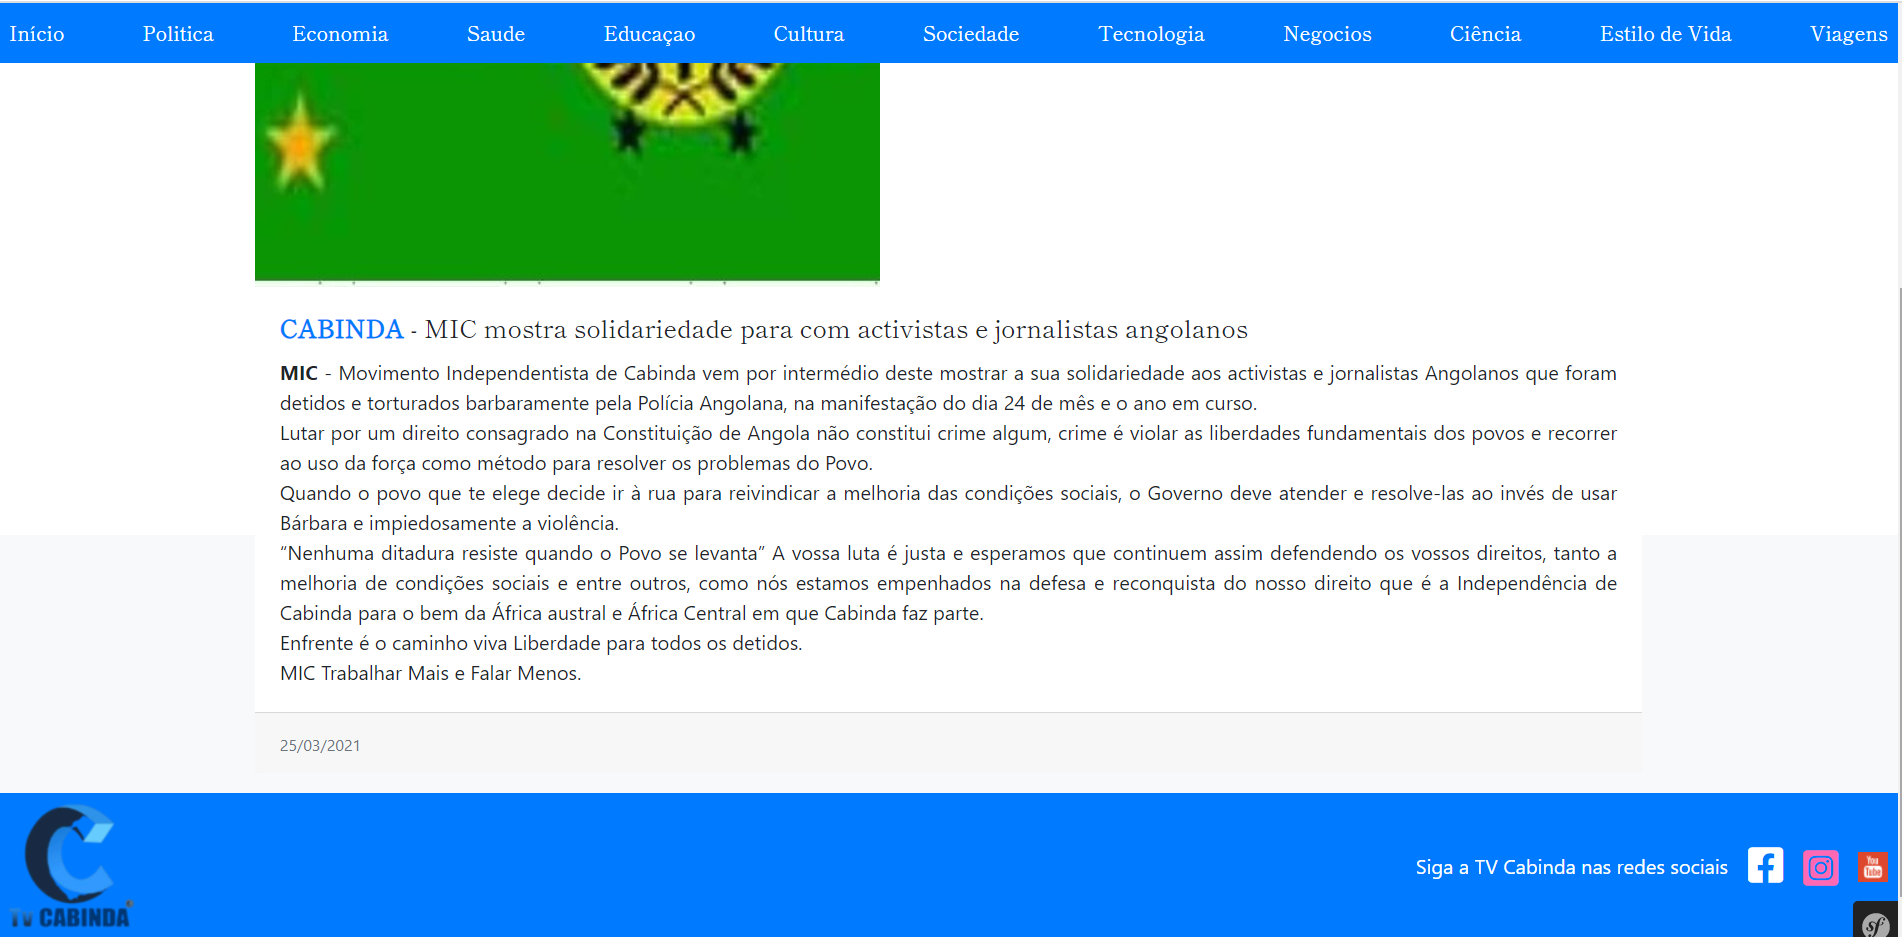 Início Politica Economia Saude Educaçao Cultura Sociedade Tecnologia Negocios Ciência Estilo de Vida Viagens
CABINDA - MIC mostra solidariedade para com activistas e jornalistas angolanos
MIC - Movimento Independentista de Cabinda vem por intermédio deste mostrar a sua solidariedade aos activistas e jornalistas Angolanos que foram
detidos e torturados barbaramente pela Polícia Angolana, na manifestação do dia 24 de mês e o ano em curso.
Lutar por um direito consagrado na Constituição de Angola não constitui crime algum, crime é violar as liberdades fundamentais dos povos e recorrer
ao uso da força como método para resolver os problemas do Povo.
Quando o povo que te elege decide ir à rua para reivindicar a melhoria das condições sociais, o Governo deve atender e resolve-las ao invés de usar
Bárbara e impiedosamente a violência.
“Nenhuma ditadura resiste quando o Povo se levanta” A vossa luta é justa e esperamos que continuem assim defendendo os vossos direitos, tanto a
melhoria de condições sociais e entre outros, como nós estamos empenhados na defesa e reconquista do nosso direito que é a Independência de
Cabinda para o bem da África austral e África Central em que Cabinda faz parte.
Enfrente é o caminho viva Liberdade para todos os detidos.
MIC Trabalhar Mais e Falar Menos.
25/03/2021
Siga a TV Cabinda nas redes sociais
You
Tube
TV CABINDA
sf